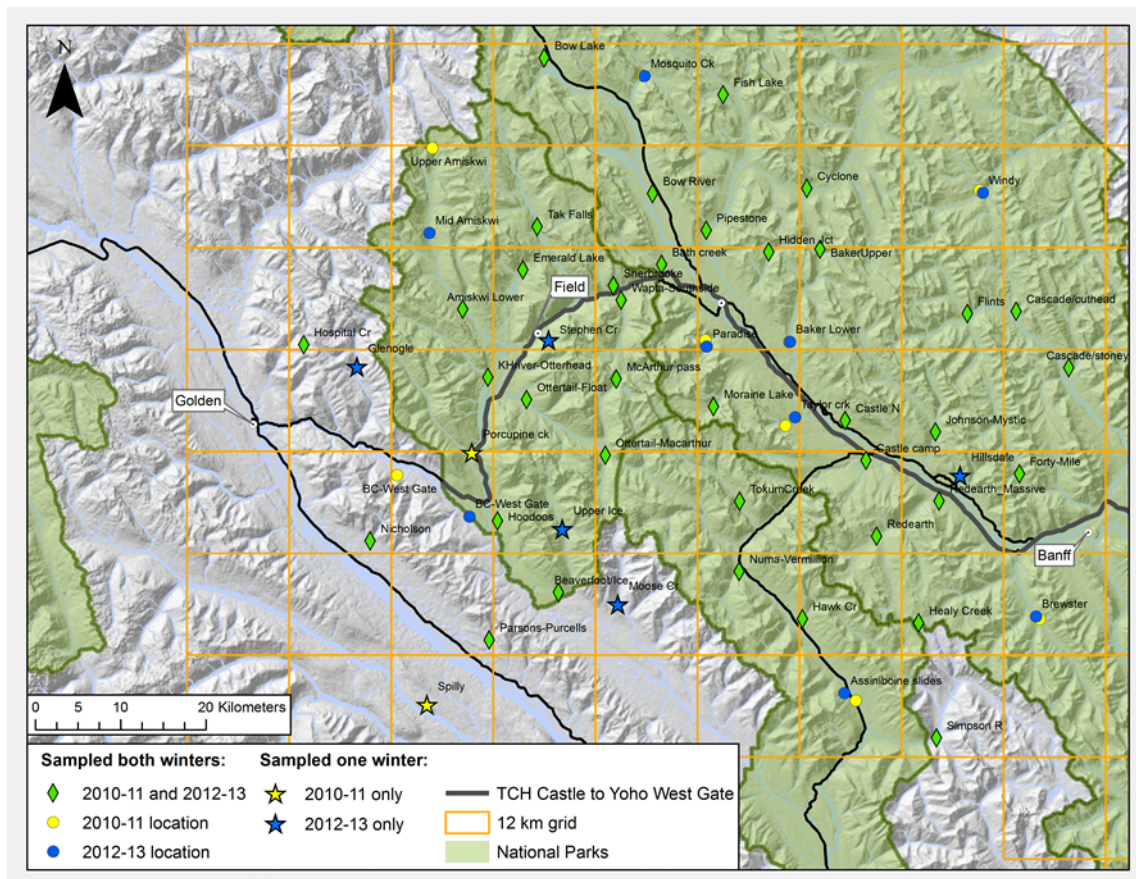 N
Bow Lake
Mosquito Ck
Fish Lake
Upper Amiskwi
Cyclone
Windy
Bow River
Mid Amiskwi
Tak Falls
Pipestone
Hidden Jct
BakerUpper
Bath creek
Emerald Lake
Sherbrooke
Field
Wapta-Southside
Amiskwi Lower
Flints
Cascade/cuthead
Hospital Cr
Stephen Cr
Paradise
Baker Lower
Glenogle
Cascade/stoney
KHriver-Otterhead
McArthur pass
Ottertail-Float
Golden
Moraine Lake
Taylor crk
Castle N
Johnson-Mystic
Porcupine ck
Ottertail-Macarthur
Castle camp
Hillsdale
Forty-Mile
BC-West Gate
Redearth_Massive
BC-West Gate
TokumCreek
Hoodoos
Upper Ice
Nicholson
Redearth
Banff
Numa-Vermillion
Beaverfoot/Ice
Moose Cr
Hawk Cr
Healy Creek
Brewster
Parsons-Purcells
Spilly
Assiniboine slides
Simpson R
0 5 10 20 Kilometers
Sampled both winters:
2010-11 and 2012-13
2010-11 location
2012-13 location
Sampled one winter:
2010-11 only
2012-13 only
TCH Castle to Yoho West Gate
12 km grid
National Parks